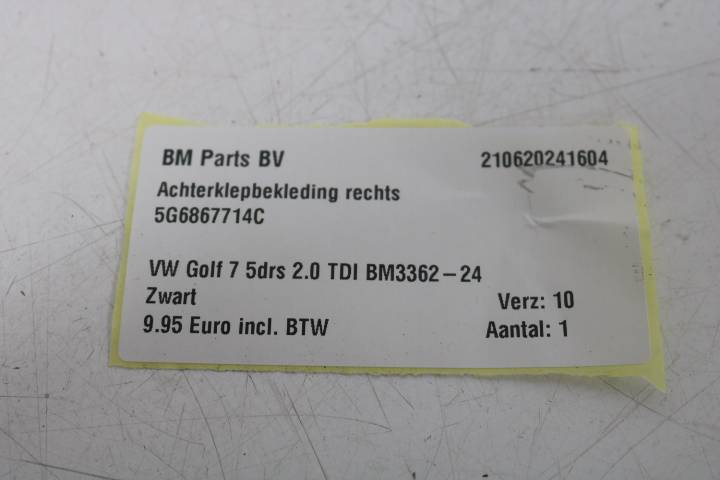 BM Parts BV 210620241604
Achterklepbekleding rechts
5G6867714C
VW Golf 7 5drs 2.0 TDI BM3362-24
Zwart Verz: 10
9.95 Euro incl. BTW Aantal: 1